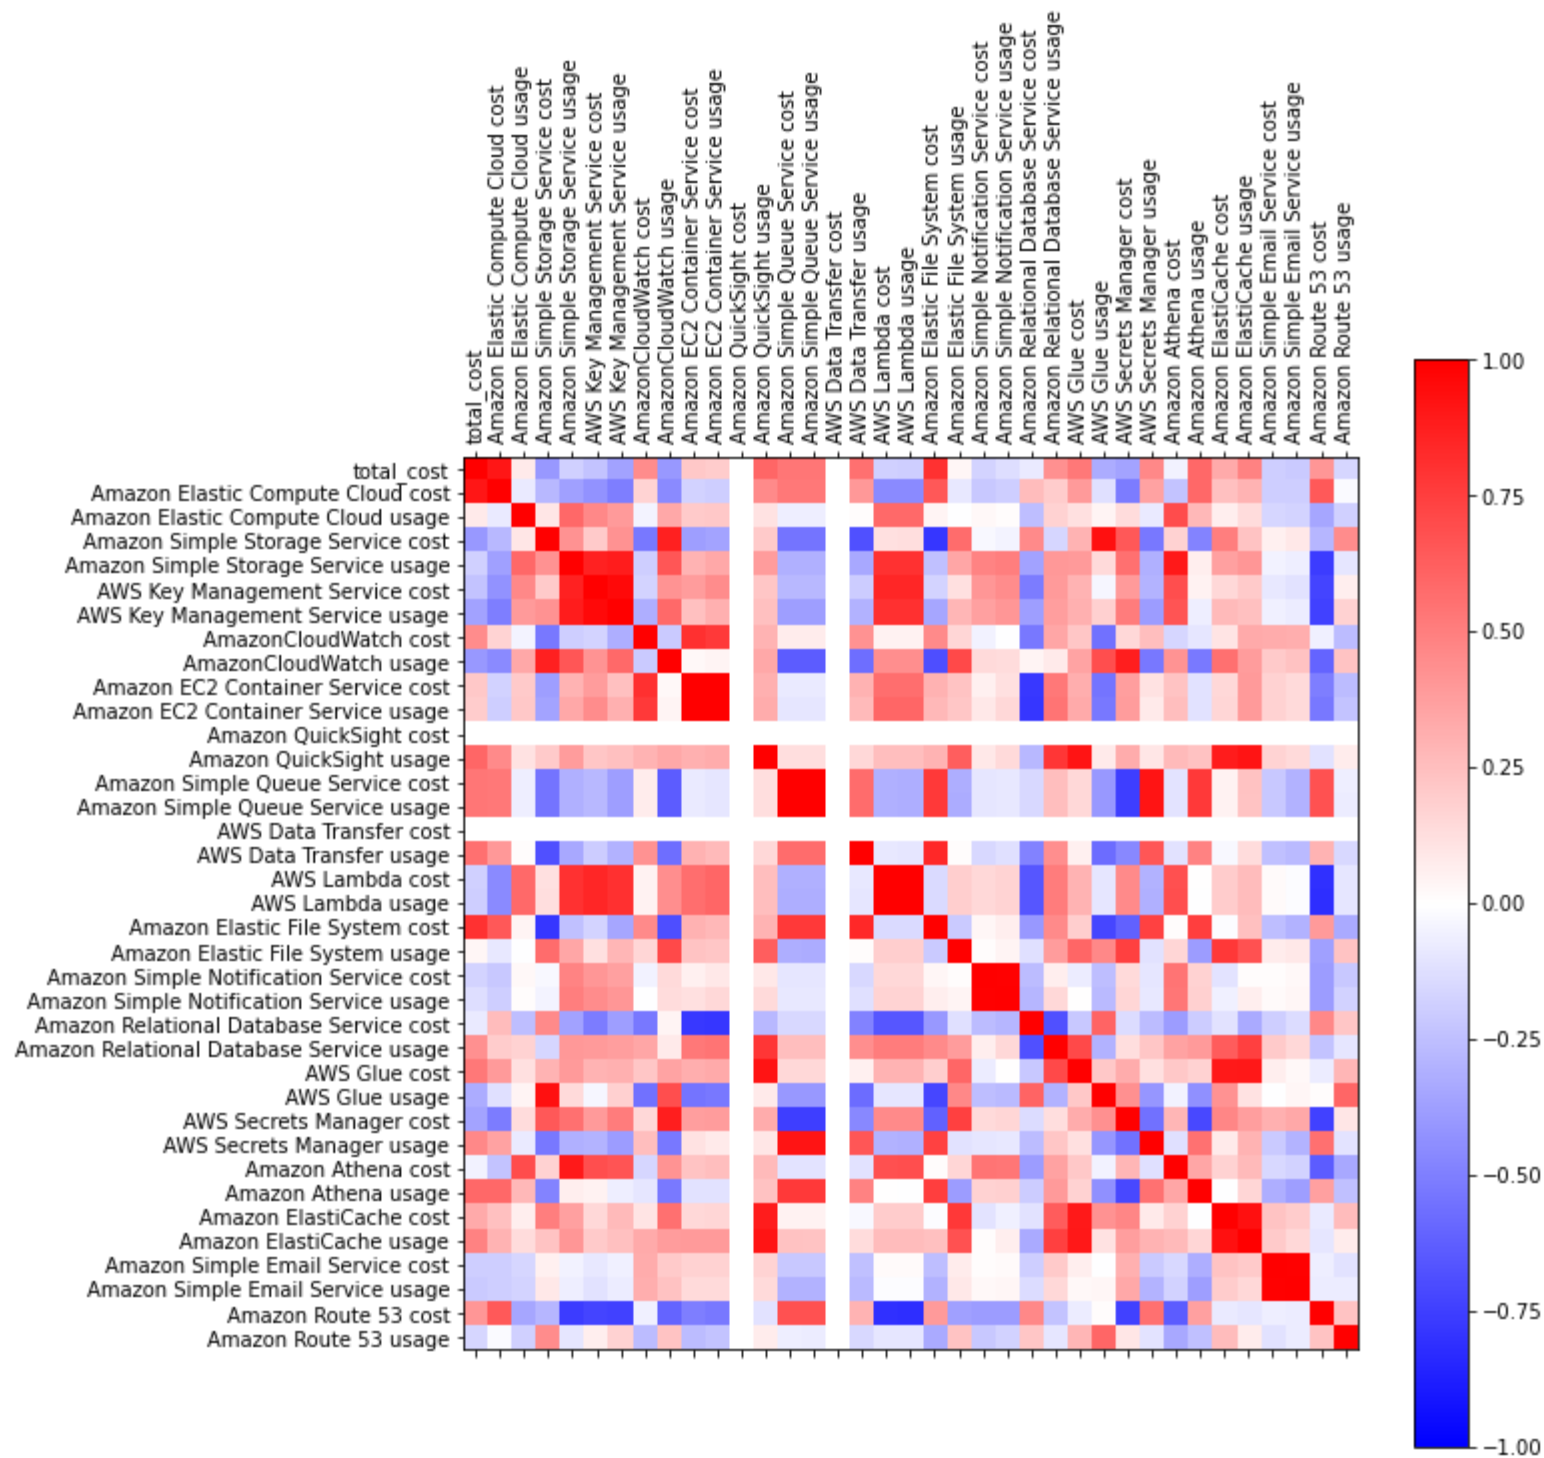 total_cost
Amazon Elastic Compute Cloud cost
Amazon Elastic Compute Cloud usage
Amazon Simple Storage Service cost
Amazon Simple Storage Service usage
AWS Key Management Service cost
AWS Key Management Service usage
AmazonCloudWatch cost
AmazonCloudWatch usage
Amazon EC2 Container Service cost
Amazon EC2 Container Service usage
Amazon QuickSight cost
Amazon QuickSight usage
Amazon Simple Queue Service cost
Amazon Simple Queue Service usage
AWS Data Transfer cost
AWS Data Transfer usage
AWS Lambda cost
AWS Lambda usage
Amazon Elastic File System cost
Amazon Elastic File System usage
Amazon Simple Notification Service cost
Amazon Simple Notification Service usage
Amazon Relational Database Service cost
Amazon Relational Database Service usage
AWS Glue cost
AWS Glue usage
AWS Secrets Manager cost
AWS Secrets Manager usage
Amazon Athena cost
Amazon Athena usage
Amazon ElastiCache cost
Amazon ElastiCache usage
Amazon Simple Email Service cost
Amazon Simple Email Service usage
Amazon Route 53 cost
Amazon Route 53 usage
total_cost
Amazon Elastic Compute Cloud cost
Amazon Elastic Compute Cloud usage
Amazon Simple Storage Service cost
Amazon Simple Storage Service usage
AWS Key Management Service cost
AWS Key Management Service usage
AmazonCloudWatch cost
AmazonCloudWatch usage
Amazon EC2 Container Service cost
Amazon EC2 Container Service usage
Amazon QuickSight cost
Amazon QuickSight usage
Amazon Simple Queue Service cost
Amazon Simple Queue Service usage
AWS Data Transfer cost
AWS Data Transfer usage
AWS Lambda cost
AWS Lambda usage
Amazon Elastic File System cost
Amazon Elastic File System usage
Amazon Simple Notification Service cost
Amazon Simple Notification Service usage
Amazon Relational Database Service cost
Amazon Relational Database Service usage
AWS Glue cost
AWS Glue usage
AWS Secrets Manager cost
AWS Secrets Manager usage
Amazon Athena cost
Amazon Athena usage
Amazon ElastiCache cost
Amazon ElastiCache usage
Amazon Simple Email Service cost
Amazon Simple Email Service usage
Amazon Route 53 cost
Amazon Route 53 usage
1.00
0.75
0.50
0.25
0.00
−0.25
−0.50
−0.75
−1.00